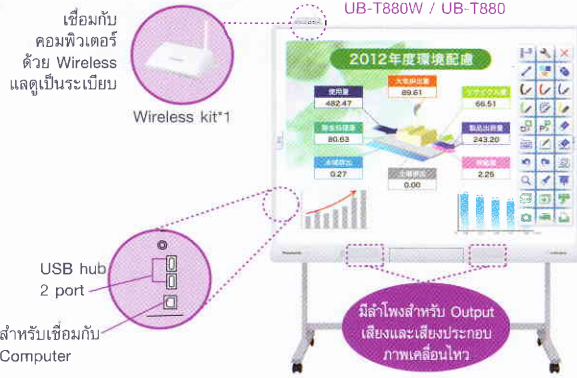 UB-T880W / UB-T880
เชื่อมกับ
คอมพิวเตอร์
ด้วย Wireless
แลดูเป็นระเบียบ
Wireless kit*1
2012年度環境配慮
大気排出量
89.61
使用量
482.47
リサイクル量
66.51
80.63
製品出荷量
243.20
水域排出
0.27
土壌排出
0.00
2.25
USB hub
2 port
สำหรับเชื่อมกับ
Computer
Panasonic
มีลำโพงสำหรับ Output
เสียงและเสียงประกอบ
ภาพเคลื่อนไหว